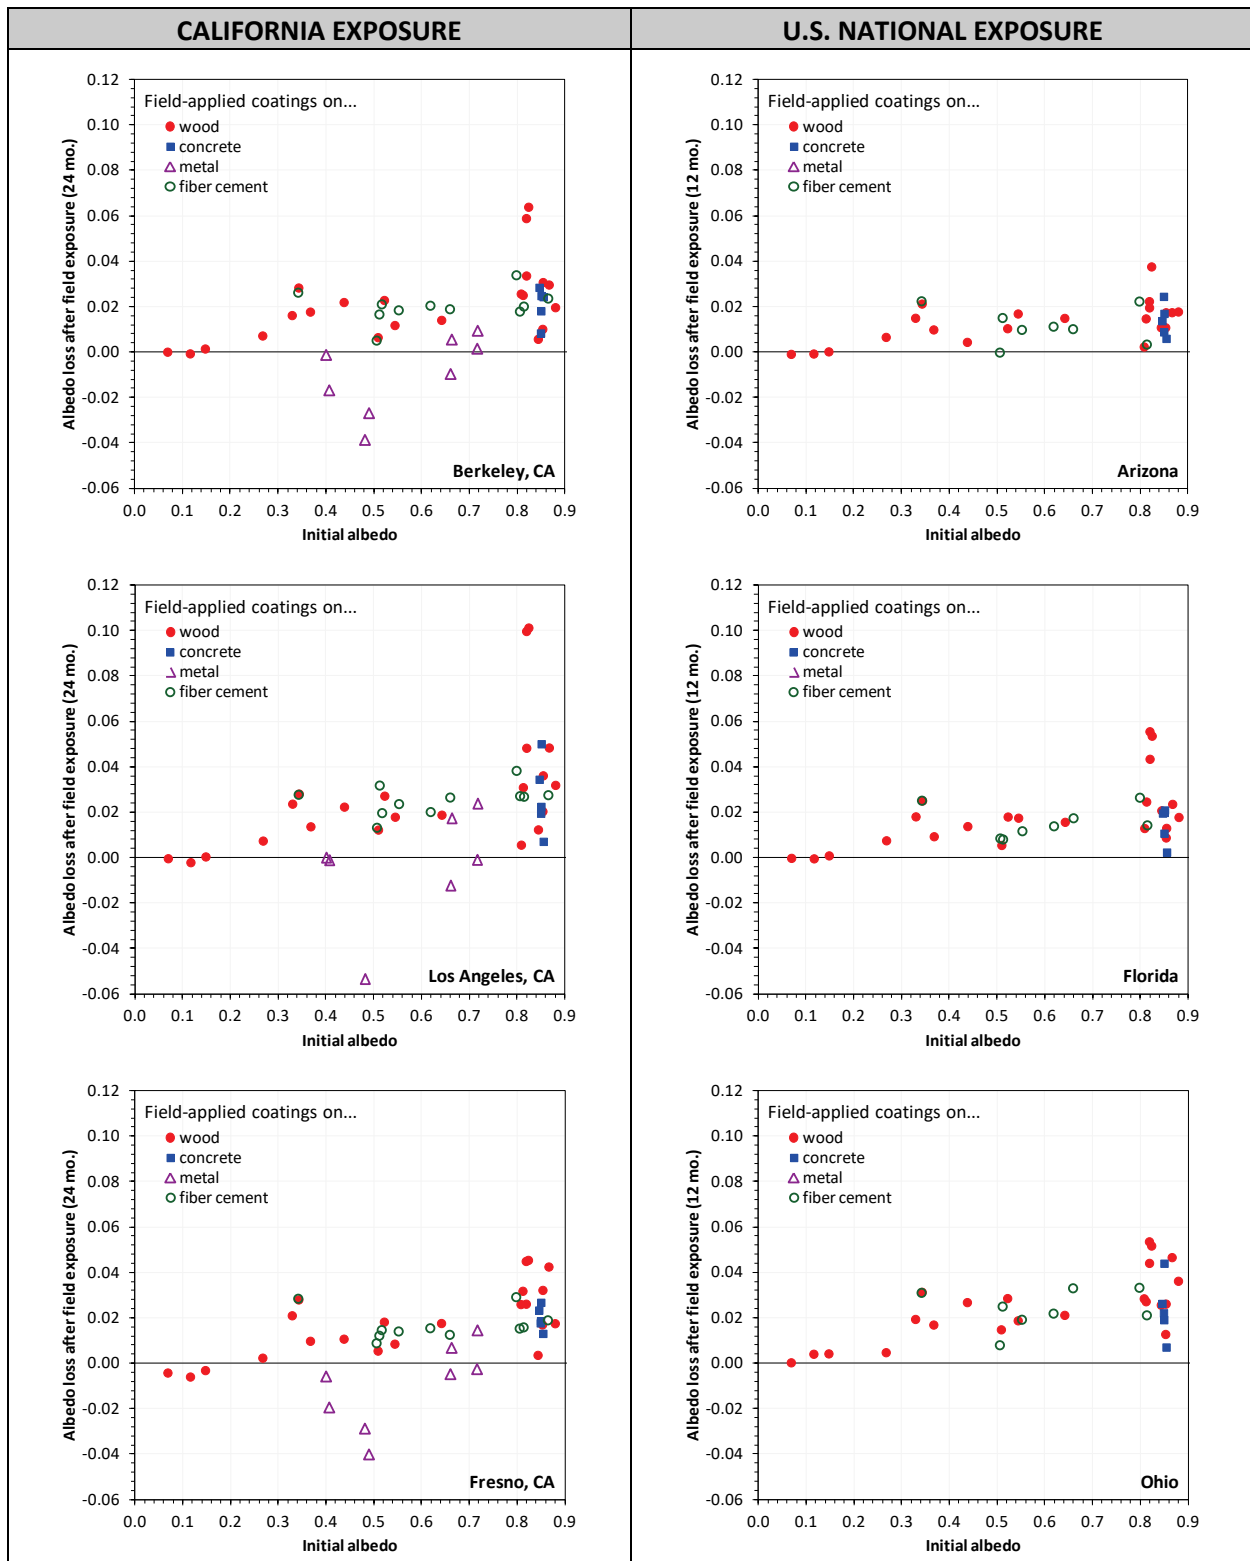 CALIFORNIA EXPOSURE
U.S. NATIONAL EXPOSURE
Albedo loss after field exposure (24 mo.)
0.12
0.10
0.08
0.06
0.04
0.02
0.00
-0.02
-0.04
-0.06
Field-applied coatings on...
wood
concrete
metal
fiber cement
Berkeley, CA
0.0 0.1 0.2 0.3 0.4 0.5 0.6 0.7 0.8 0.9
Initial albedo
Albedo loss after field exposure (12 mo.)
0.12
0.10
0.08
0.06
0.04
0.02
0.00
-0.02
-0.04
-0.06
Field-applied coatings on...
wood
concrete
metal
fiber cement
Arizona
0.0 0.1 0.2 0.3 0.4 0.5 0.6 0.7 0.8 0.9
Initial albedo
Albedo loss after field exposure (24 mo.)
0.12
0.10
0.08
0.06
0.04
0.02
0.00
-0.02
-0.04
-0.06
Field-applied coatings on...
wood
concrete
metal
fiber cement
Los Angeles, CA
0.0 0.1 0.2 0.3 0.4 0.5 0.6 0.7 0.8 0.9
Initial albedo
Albedo loss after field exposure (12 mo.)
0.12
0.10
0.08
0.06
0.04
0.02
0.00
-0.02
-0.04
-0.06
Field-applied coatings on...
wood
concrete
metal
fiber cement
Florida
0.0 0.1 0.2 0.3 0.4 0.5 0.6 0.7 0.8 0.9
Initial albedo
Albedo loss after field exposure (24 mo.)
0.12
0.10
0.08
0.06
0.04
0.02
0.00
-0.02
-0.04
-0.06
Field-applied coatings on...
wood
concrete
metal
fiber cement
Fresno, CA
0.0 0.1 0.2 0.3 0.4 0.5 0.6 0.7 0.8 0.9
Initial albedo
Albedo loss after field exposure (12 mo.)
0.12
0.10
0.08
0.06
0.04
0.02
0.00
-0.02
-0.04
-0.06
Field-applied coatings on...
wood
concrete
metal
fiber cement
Ohio
0.0 0.1 0.2 0.3 0.4 0.5 0.6 0.7 0.8 0.9
Initial albedo